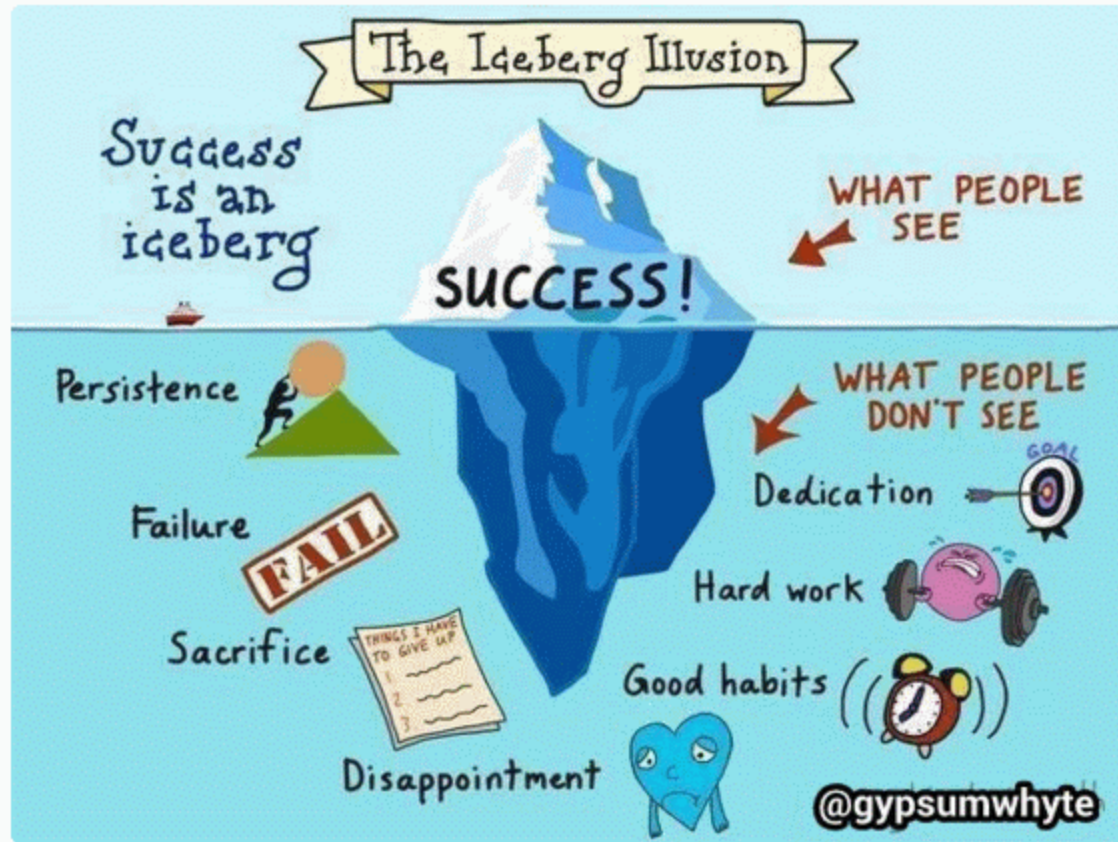 The Iceberg Illusion
Success
is an
iceberg
WHAT PEOPLE
SEE
SUCCESS!
Persistence
WHAT PEOPLE
DON'T SEE
GOAL
Dedication
Failure
FAIL
Hard work
Sacrifice
THINGS I HAVE
TO GIVE UP
1
2
3
Good habits
Disappointment
@gypsumwhyte